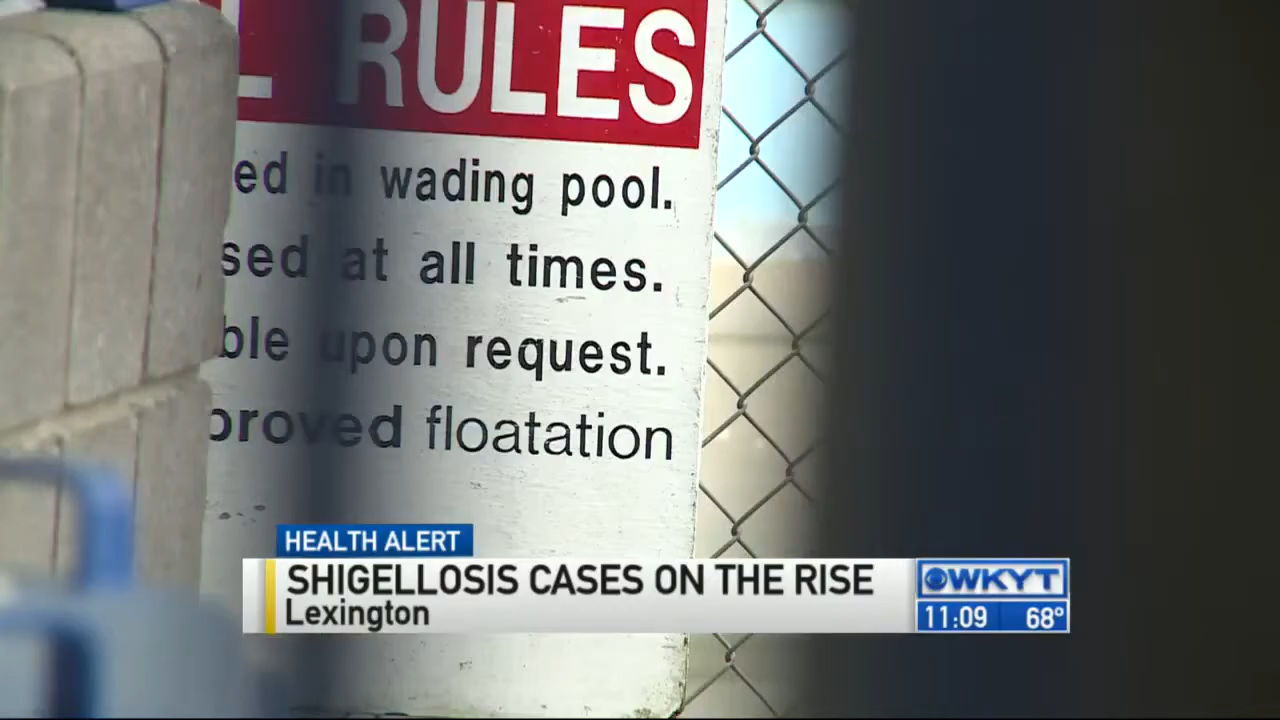 L RULES
ed in wading pool.
sed at all times.
ble upon request.
proved floatation
HEALTH ALERT
SHIGELLOSIS CASES ON THE RISE
Lexington
WKYT
11:09 68°